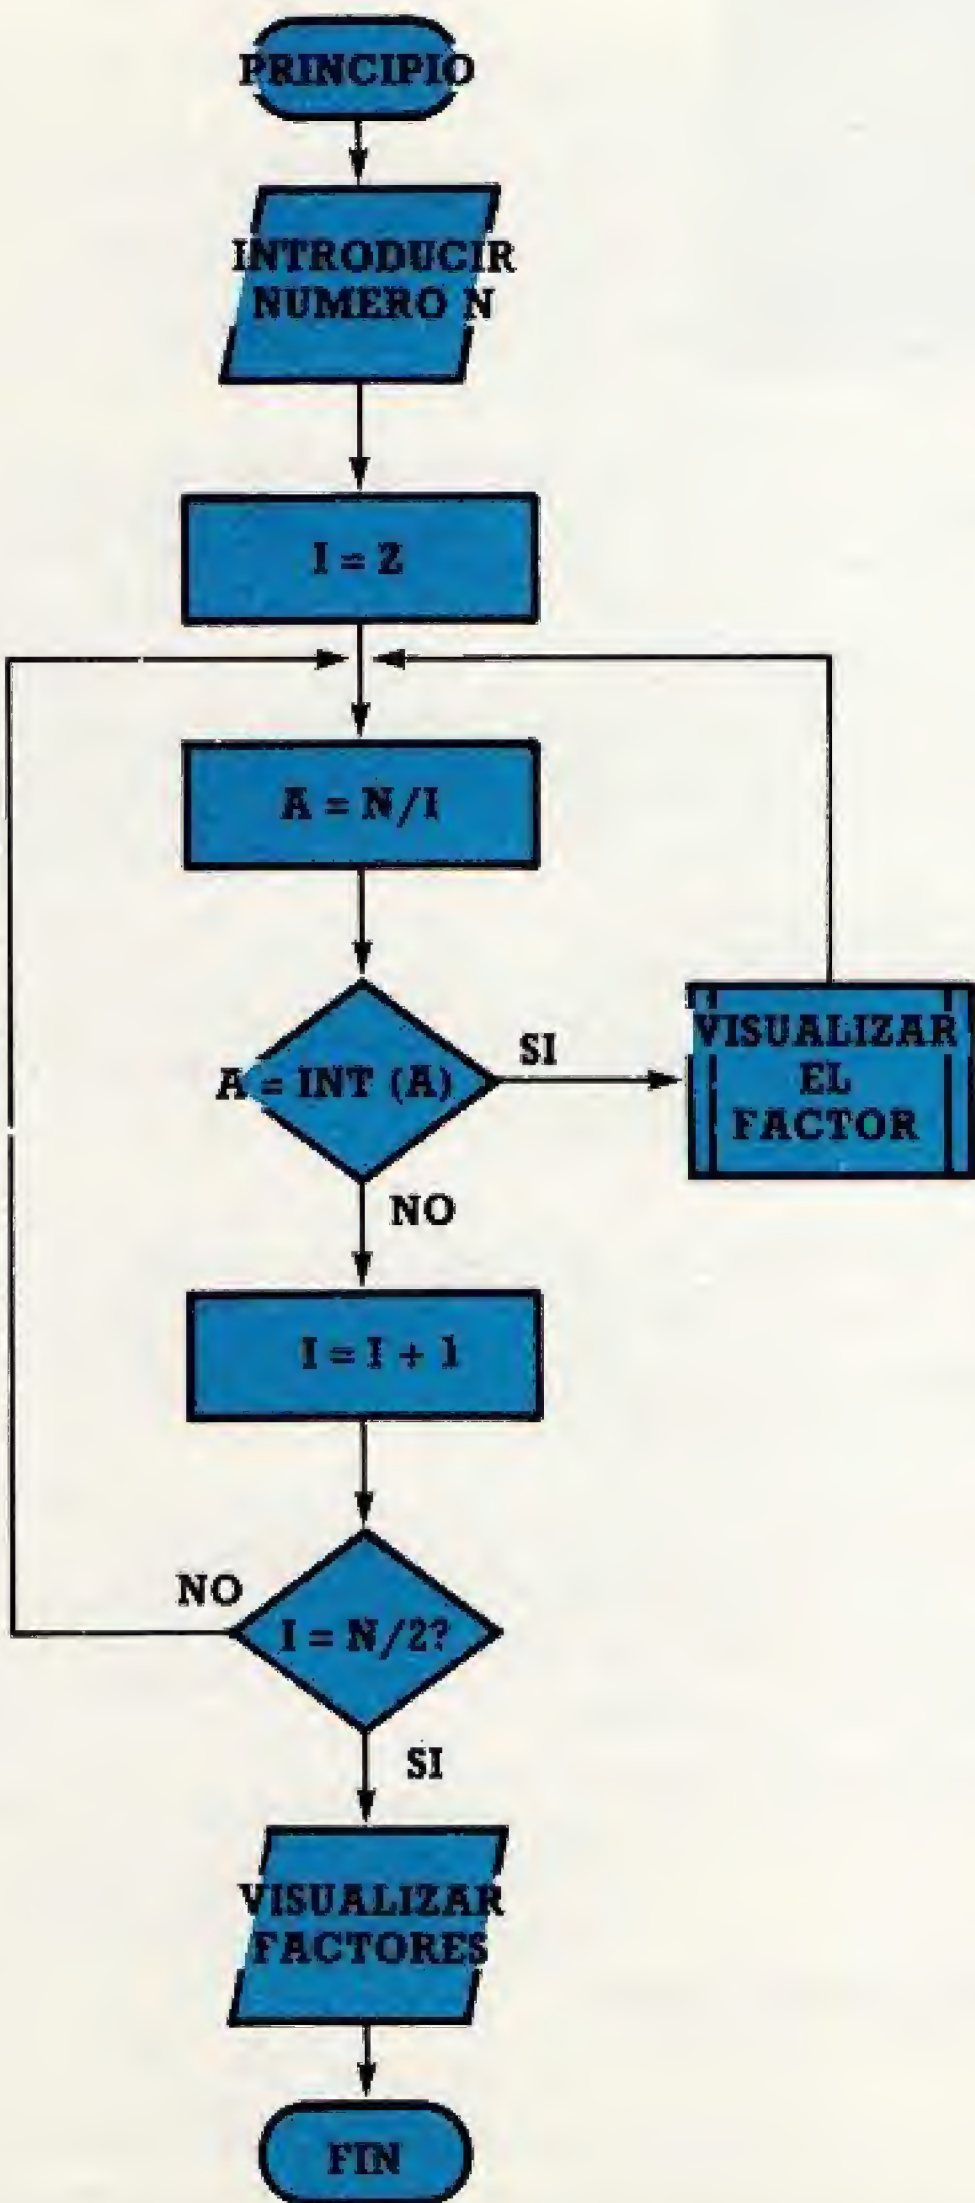 PRINCIPIO
INTRODUCIR
NUMERO N
I = 2
A = N/I
A = INT (A)
SI
VISUALIZAR
EL
FACTOR
NO
I = I + 1
NO
I = N/2?
SI
VISUALIZAR
FACTORES
FIN